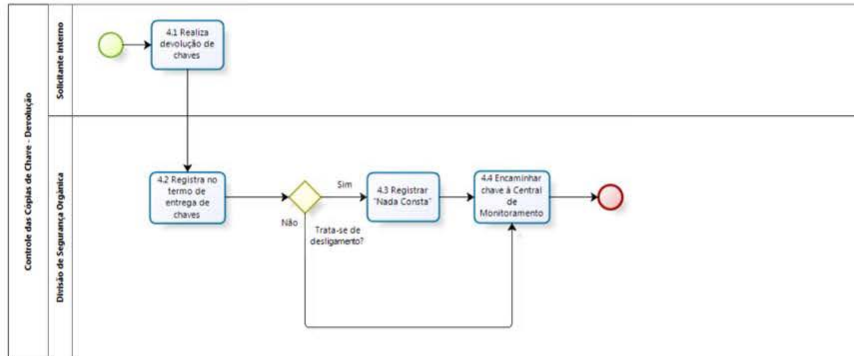 Controle das Cópias de Chave - Devolução
Solicitante Interno
4.1 Realiza
devolução de
chaves
Divisão de Segurança Orgânica
4.2 Registra no
termo de
entrega de
chaves
Sim
Não
Trata-se de
desligamento?
4.3 Registrar
"Nada Consta"
4.4 Encaminhar
chave à Central
de
Monitoramento